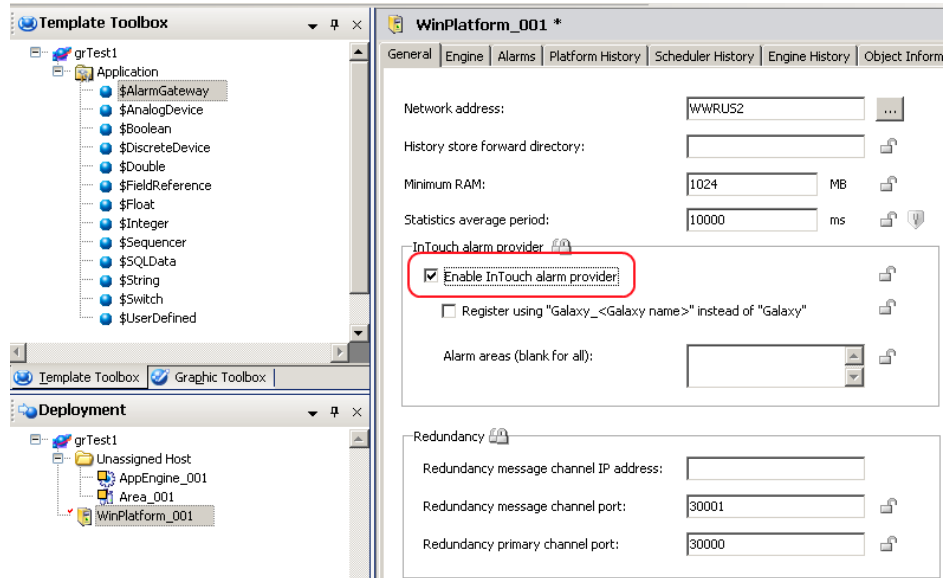 Template Toolbox
grTest1
Application
$AlarmGateway
$AnalogDevice
$Boolean
$DiscreteDevice
$Double
$FieldReference
$Float
$Integer
$Sequencer
$SQLData
$String
$Switch
$UserDefined
Template Toolbox Graphic Toolbox
Deployment
grTest1
Unassigned Host
AppEngine_001
Area_001
WinPlatform_001
WinPlatform_001 *
General Engine Alarms Platform History Scheduler History Engine History Object Inform
Network address: WWRUS2 ...
History store forward directory:
Minimum RAM: 1024 MB
Statistics average period: 10000 ms
InTouch alarm provider
Enable InTouch alarm provider
Register using "Galaxy_<Galaxy name>" instead of "Galaxy"
Alarm areas (blank for all):
Redundancy
Redundancy message channel IP address:
Redundancy message channel port: 30001
Redundancy primary channel port: 30000